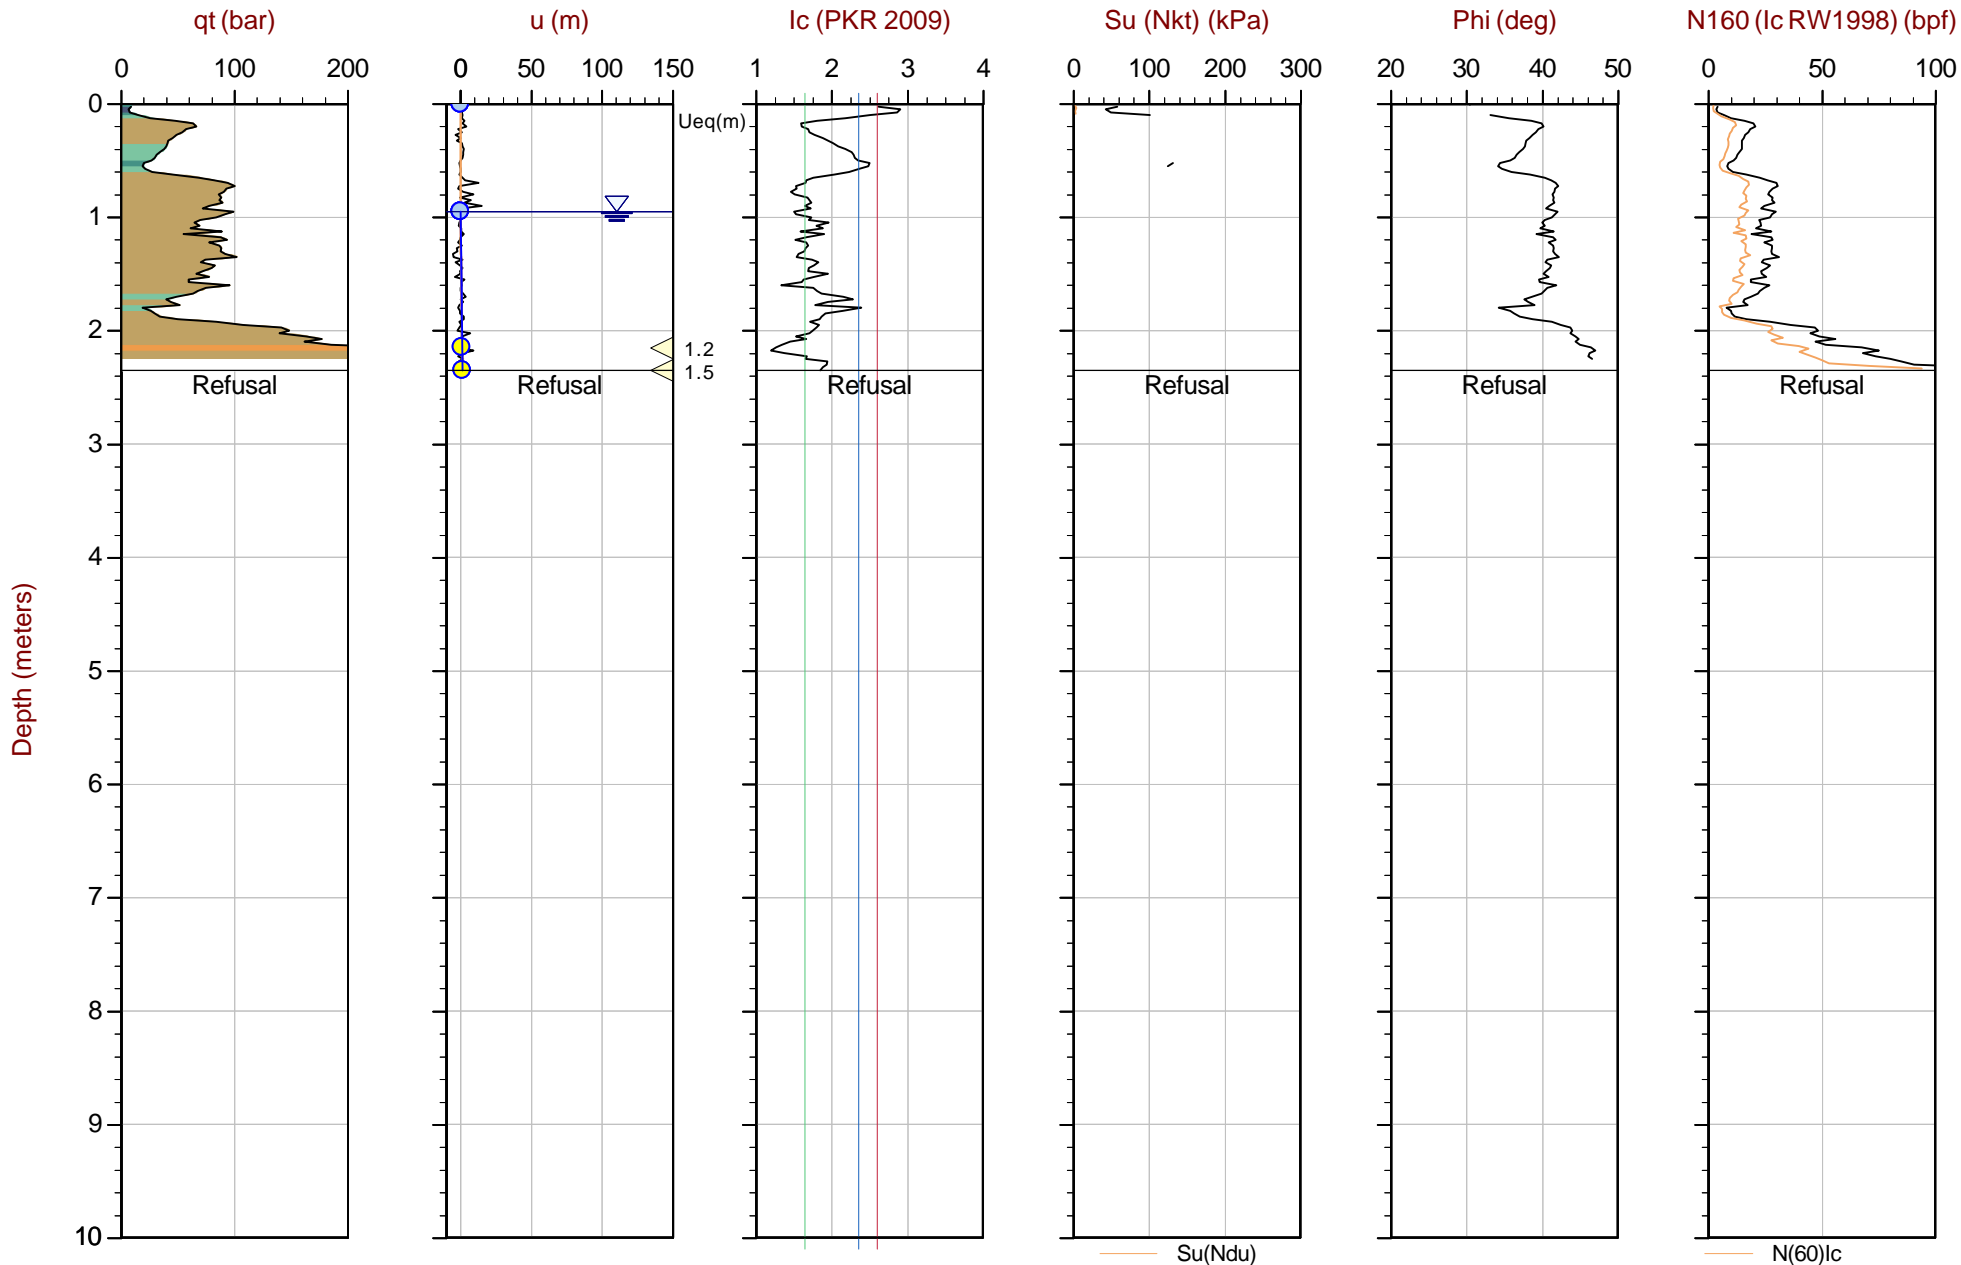 qt (bar) u (m) Ic (PKR 2009) Su (Nkt) (kPa) Phi (deg) N160 (Ic RW1998) (bpf)
0 100 200 0 50 100 150 1 2 3 4 0 100 200 300 20 30 40 50 0 50 100
0
Ueq(m)
1
2
1.2
1.5
Refusal Refusal Refusal Refusal Refusal Refusal
3
4
5
Depth (meters)
6
7
8
9
10
Su(Ndu) N(60)Ic